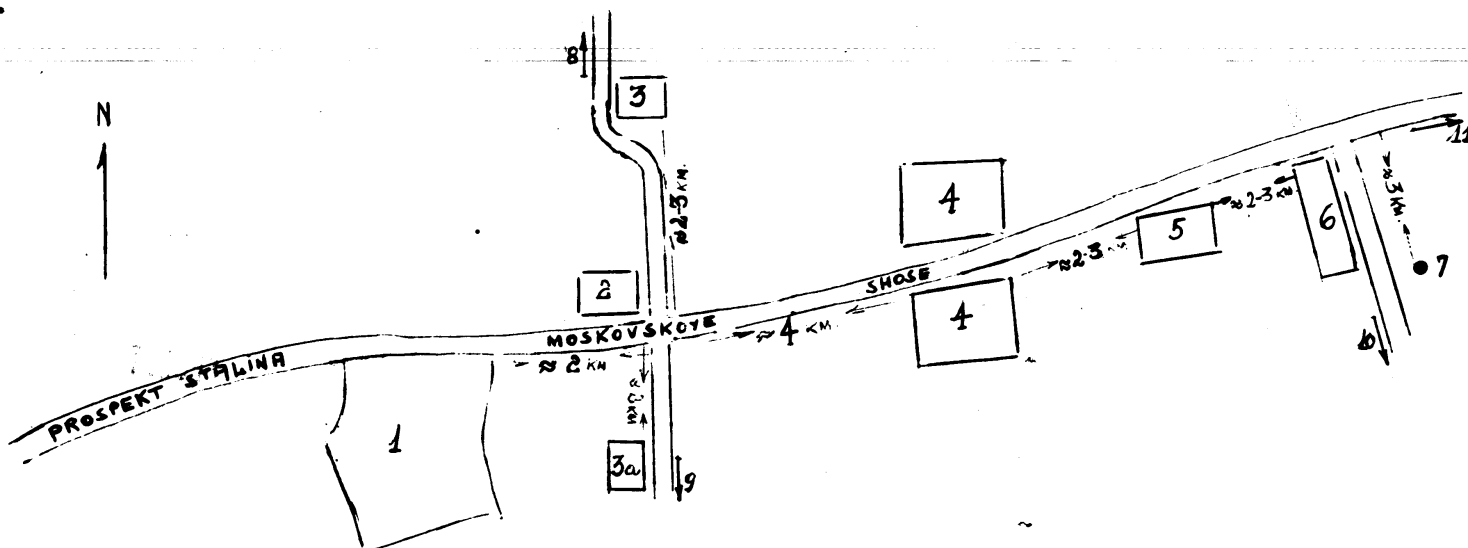 8
3
N
11
≈ 3 KM.
≈ 2-3 KM.
4
≈ 2-3 KM.
5
6
7
≈ 2-3
2
SHOSE
4
MOSKOVSKOYE
≈ 4 KM.
≈ 2 KM
PROSPEKT STALINA
10
1
KM
3a
9